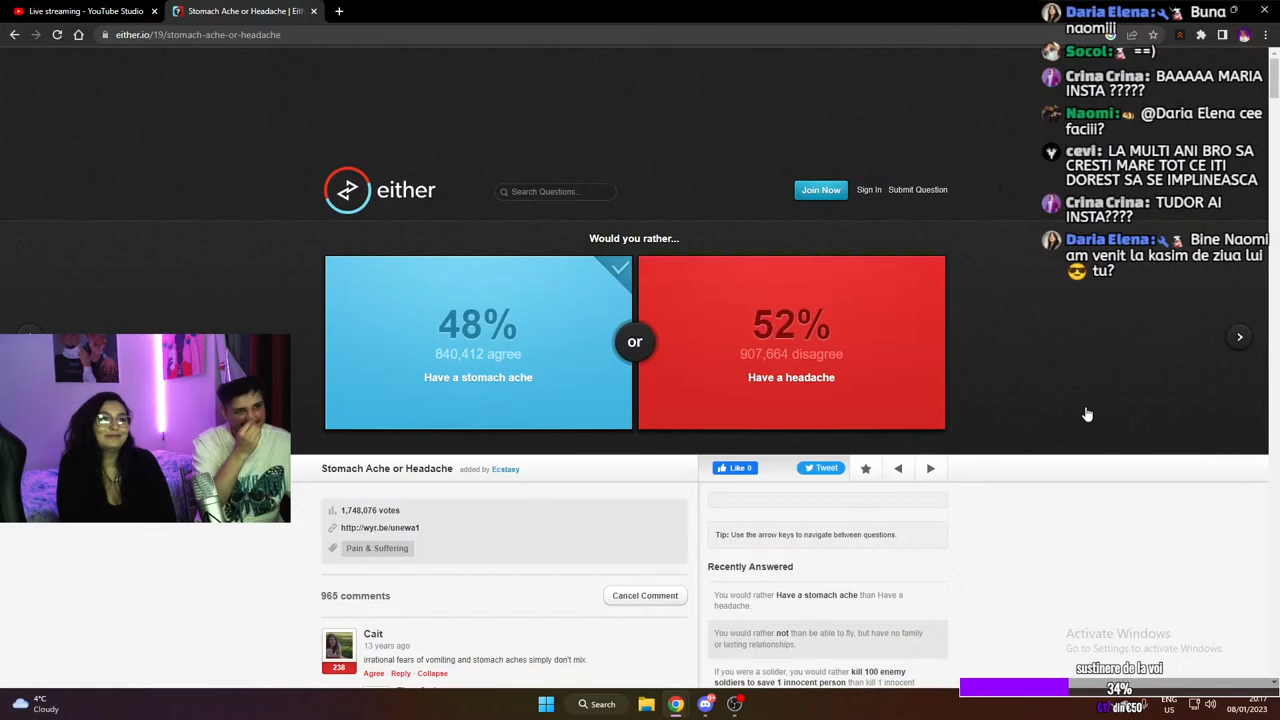 Live streaming - YouTube Studio
Stomach Ache or Headache | Eit
either.io/19/stomach-ache-or-headache
Daria Elena: Buna
naomiii
Socol: ==)
Crina Crina: BAAAAA MARIA
INSTA ?????
Naomi: @Daria Elena cee
faciii?
cevi: LA MULTI ANI BRO SA
CRESTI MARE TOT CE ITI
DOREST SA SE IMPLINEASCA
Crina Crina: TUDOR AI
INSTA????
Daria Elena: Bine Naomi
am venit la kasim de ziua lui
😎 tu?
either
Search Questions...
Join Now
Sign In
Submit Question
Would you rather...
48%
840,412 agree
Have a stomach ache
or
52%
907,664 disagree
Have a headache
Stomach Ache or Headache added by Ecstasy
Like 0
Tweet
1,748,076 votes
http://wyr.be/unewa1
Pain & Suffering
965 comments
Cancel Comment
Cait
13 years ago
238
irrational fears of vomiting and stomach aches simply don't mix.
Agree · Reply · Collapse
Tip: Use the arrow keys to navigate between questions.
Recently Answered
You would rather Have a stomach ache than Have a
headache.
You would rather not than be able to fly, but have no family
or lasting relationships.
If you were a solider, you would rather kill 100 enemy
soldiers to save 1 innocent person than kill 1 innocent
Activate Windows
Go to Settings to activate Windows.
sustinere de la voi
34%
din €50
4°C
Cloudy
Search
ENG
US
20:17
08/01/2023